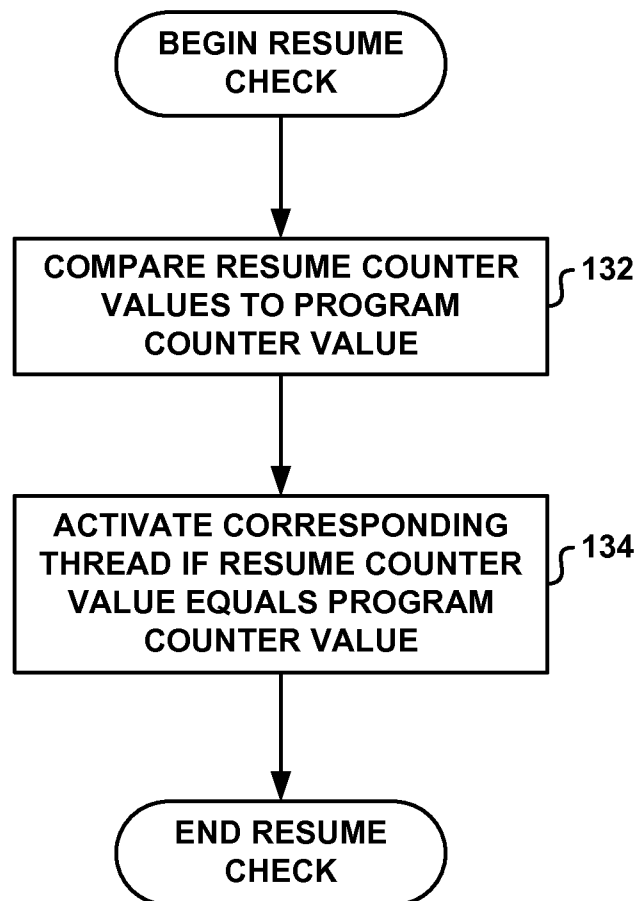 BEGIN RESUME
CHECK
COMPARE RESUME COUNTER
VALUES TO PROGRAM
COUNTER VALUE
132
ACTIVATE CORRESPONDING
THREAD IF RESUME COUNTER
VALUE EQUALS PROGRAM
COUNTER VALUE
134
END RESUME
CHECK